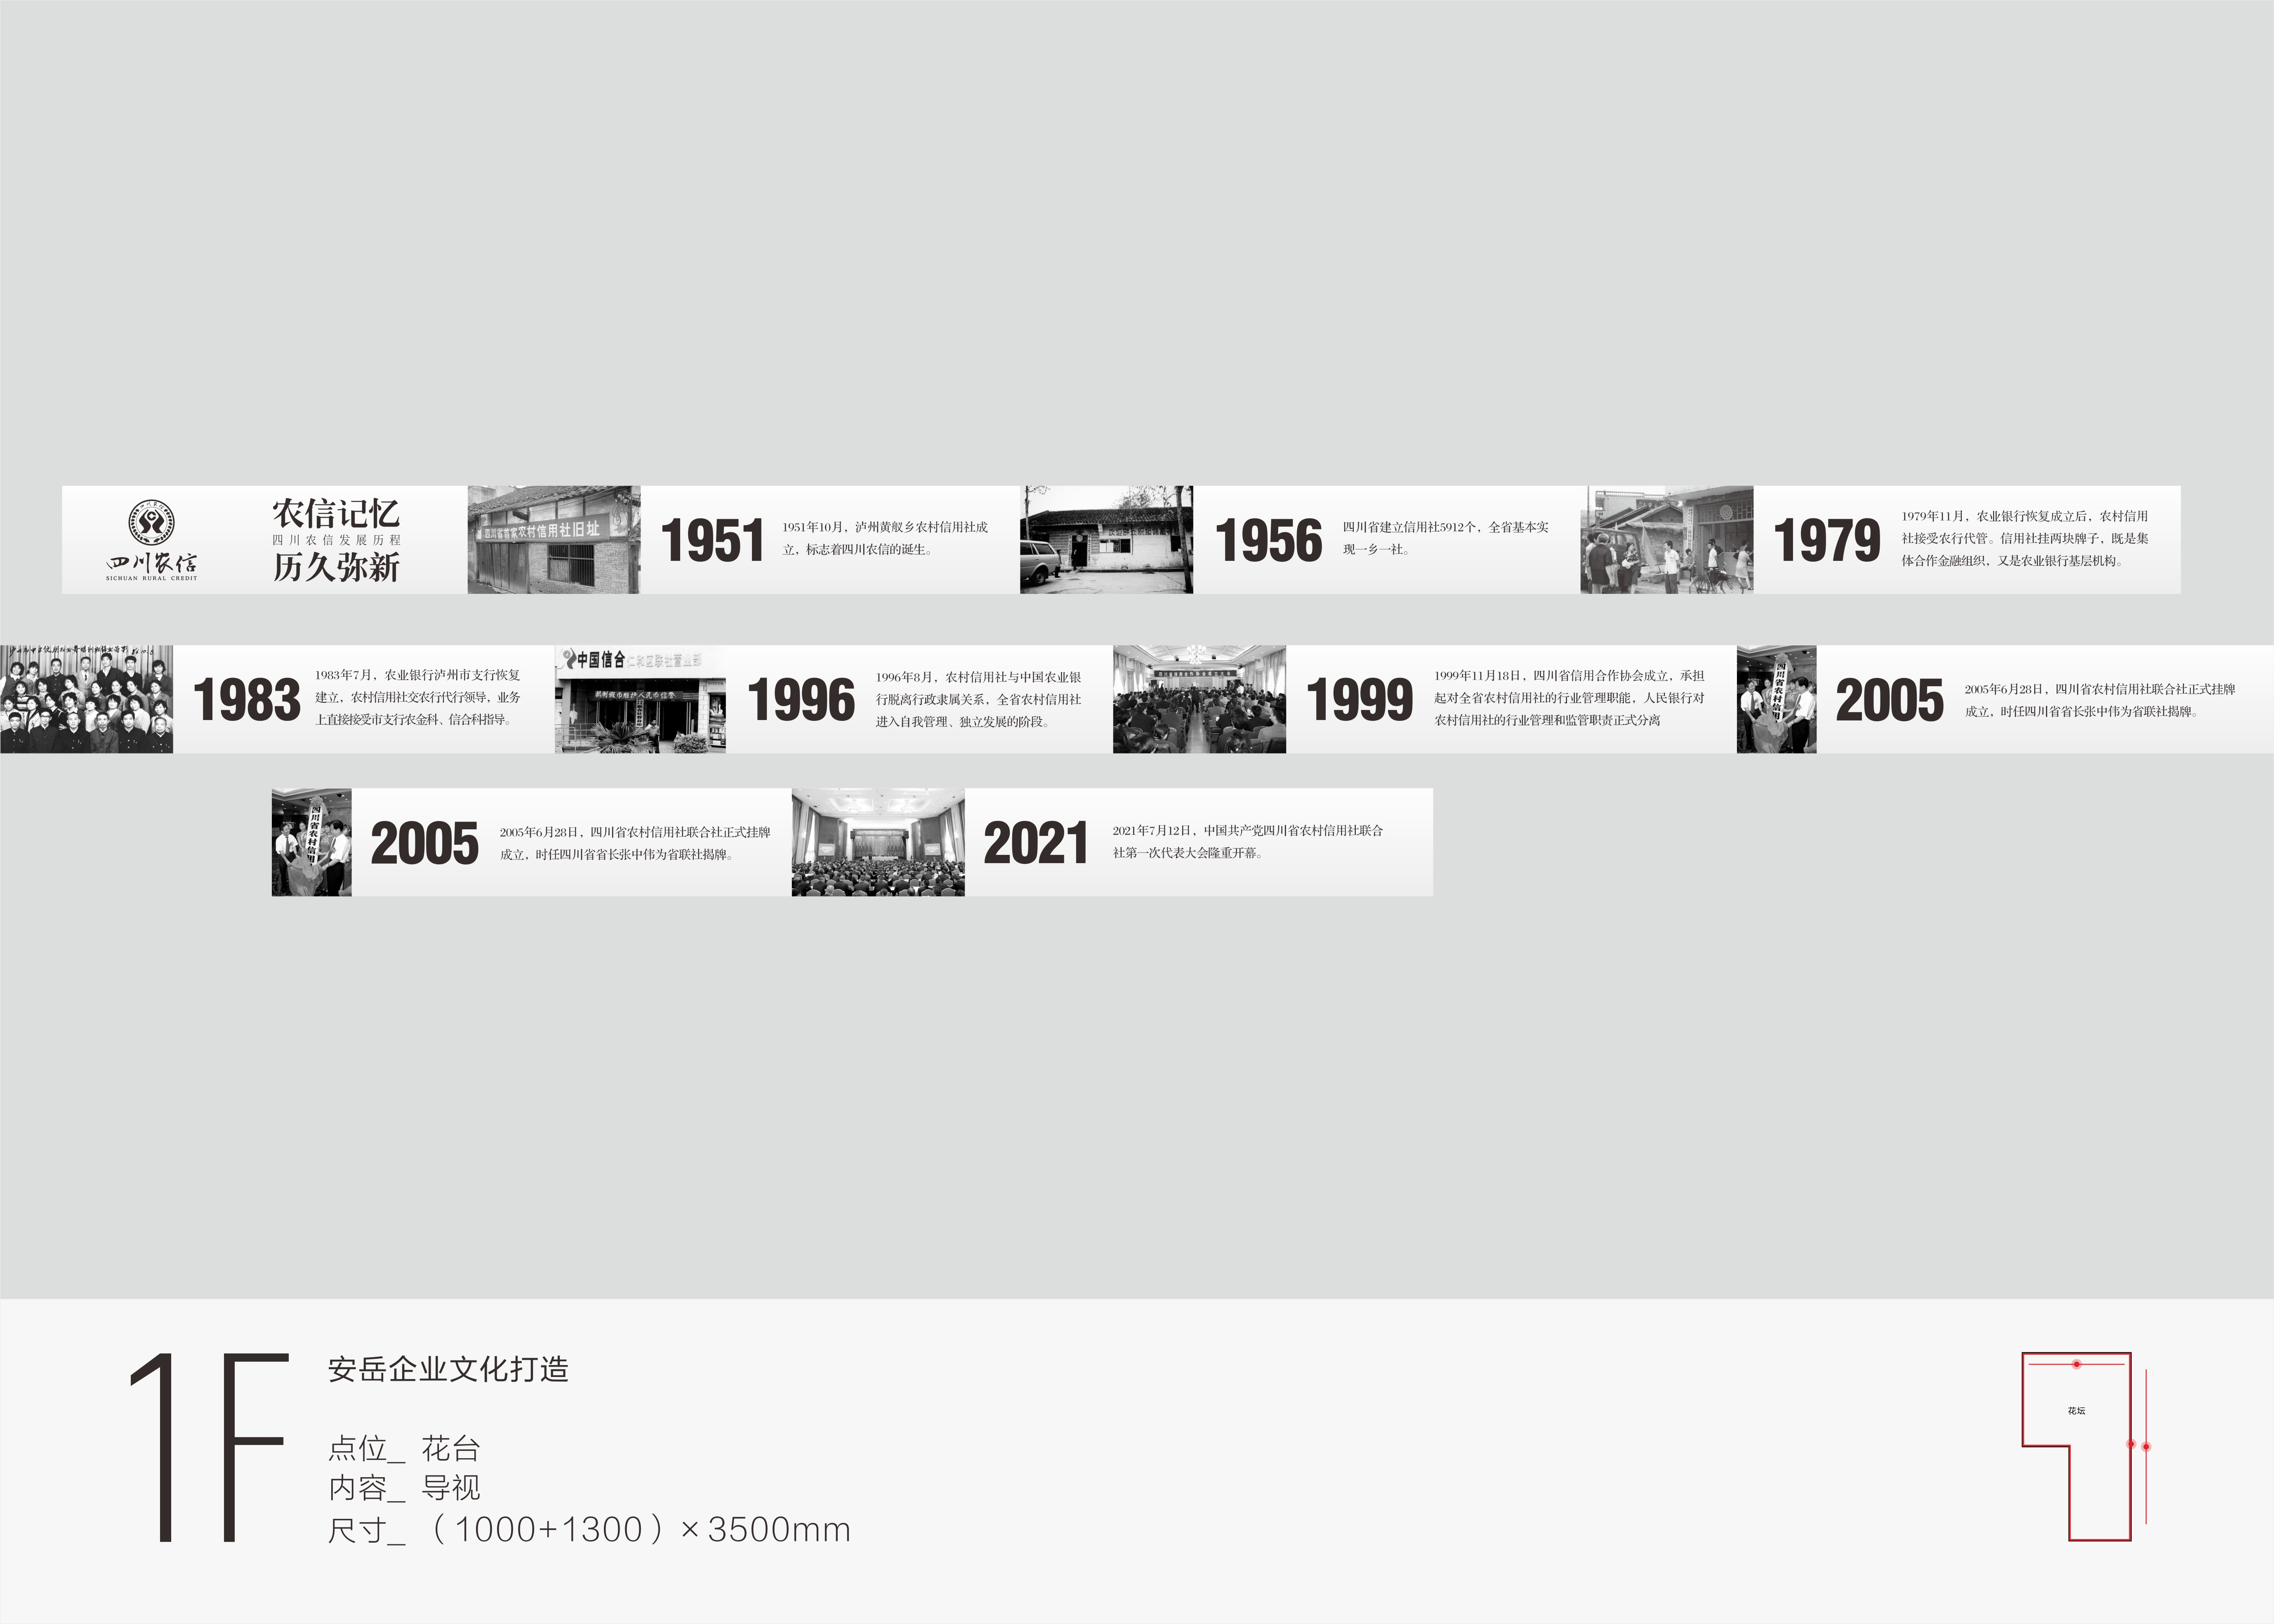 四川农信
SICHUAN RURAL CREDIT
农信记忆
四川农信发展历程
历久弥新
四川省首家农村信用社旧址
1951
1951年10月，泸州黄舣乡农村信用社成
立，标志着四川农信的诞生。
1956
四川省建立信用社5912个，全省基本实
现一乡一社。
1979
1979年11月，农业银行恢复成立后，农村信用
社接受农行代管。信用社挂两块牌子，既是集
体合作金融组织，又是农业银行基层机构。
1983
1983年7月，农业银行泸州市支行恢复
建立，农村信用社交农行代行领导，业务
上直接接受市支行农金科、信合科指导。
中国信合 仁和区联社营业部
1996
1996年8月，农村信用社与中国农业银
行脱离行政隶属关系，全省农村信用社
进入自我管理、独立发展的阶段。
1999
1999年11月18日，四川省信用合作协会成立，承担
起对全省农村信用社的行业管理职能，人民银行对
农村信用社的行业管理和监管职责正式分离
四川省农村信用
2005
2005年6月28日，四川省农村信用社联合社正式挂牌
成立，时任四川省省长张中伟为省联社揭牌。
四川省农村信用
2005
2005年6月28日，四川省农村信用社联合社正式挂牌
成立，时任四川省省长张中伟为省联社揭牌。
2021
2021年7月12日，中国共产党四川省农村信用社联合
社第一次代表大会隆重开幕。
1F
安岳企业文化打造
点位_ 花台
内容_ 导视
尺寸_（1000+1300）×3500mm
花坛